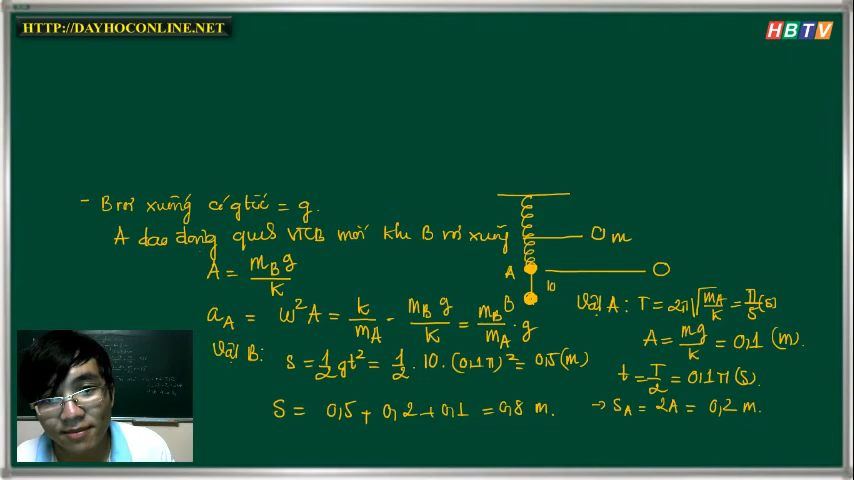 HTTP://DAYHOCONLINE.NET
HBTV
- B rơi xuống có gtốc = g.
A dao động quanh VTCB mới khi B rơi xuống
A = m_B g / k
a_A = ω²A = k/m_A - m_B g/k = m_B/m_A · g
Vật B: s = 1/2 gt² = 1/2 . 10 . (0,1π)² = 0,5 (m)
S = 0,5 + 0,2 + 0,1 = 0,8 m.
O m
A
O
10
B
Vật A: T = 2π√(m_A/k) = π/5 (s)
A = mg/k = 0,1 (m).
t = T/2 = 0,1π (s).
→ S_A = 2A = 0,2 m.